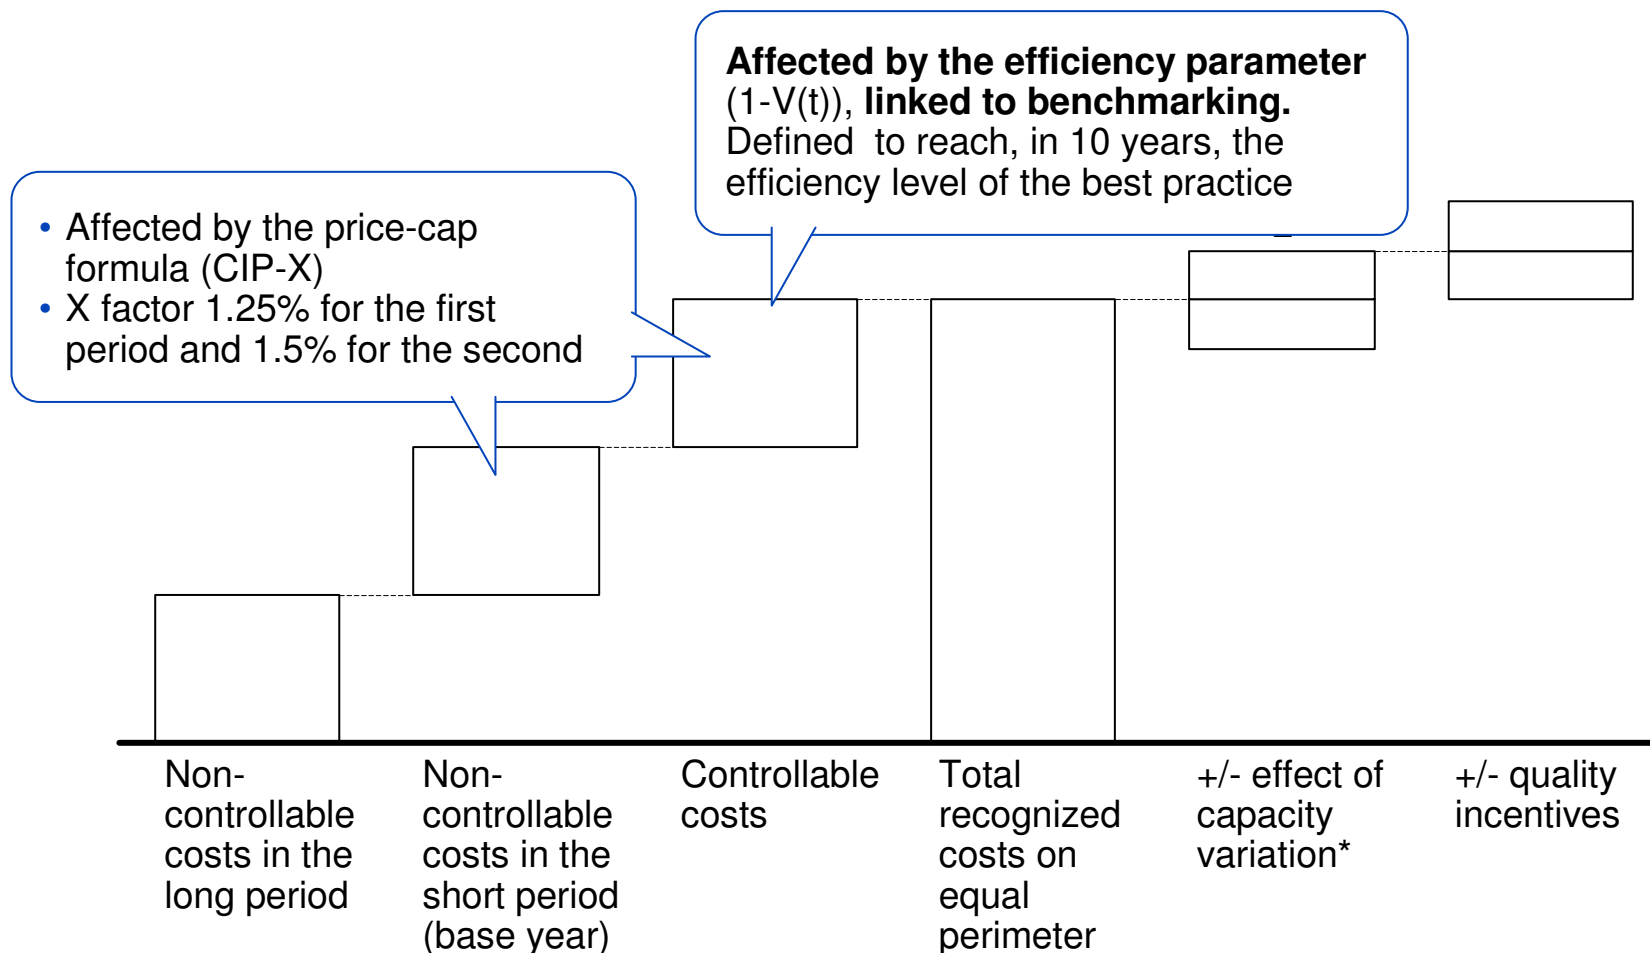 Affected by the efficiency parameter
(1-V(t)), linked to benchmarking.
Defined to reach, in 10 years, the
efficiency level of the best practice
• Affected by the price-cap
formula (CIP-X)
• X factor 1.25% for the first
period and 1.5% for the second
Non-
controllable
costs in the
long period
Non-
controllable
costs in the
short period
(base year)
Controllable
costs
Total
recognized
costs on
equal
perimeter
+/- effect of
capacity
variation*
+/- quality
incentives